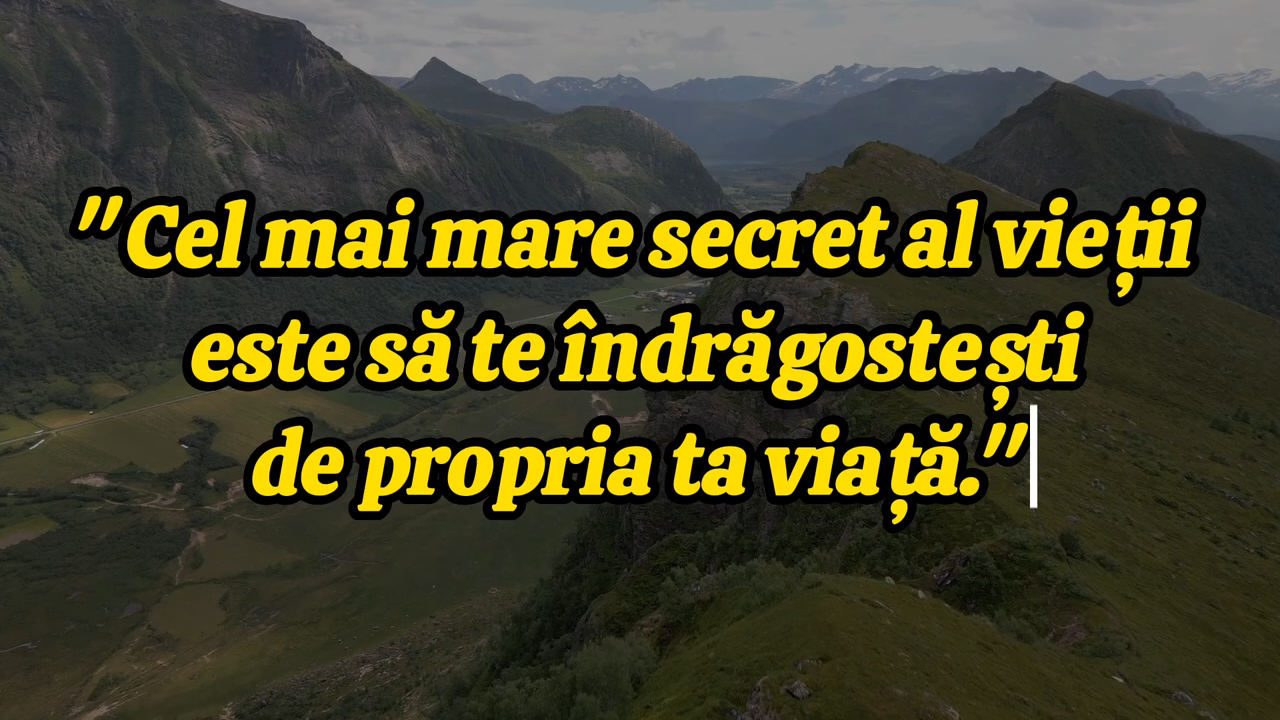 "Cel mai mare secret al vieții
este să te îndrăgostești
de propria ta viață."